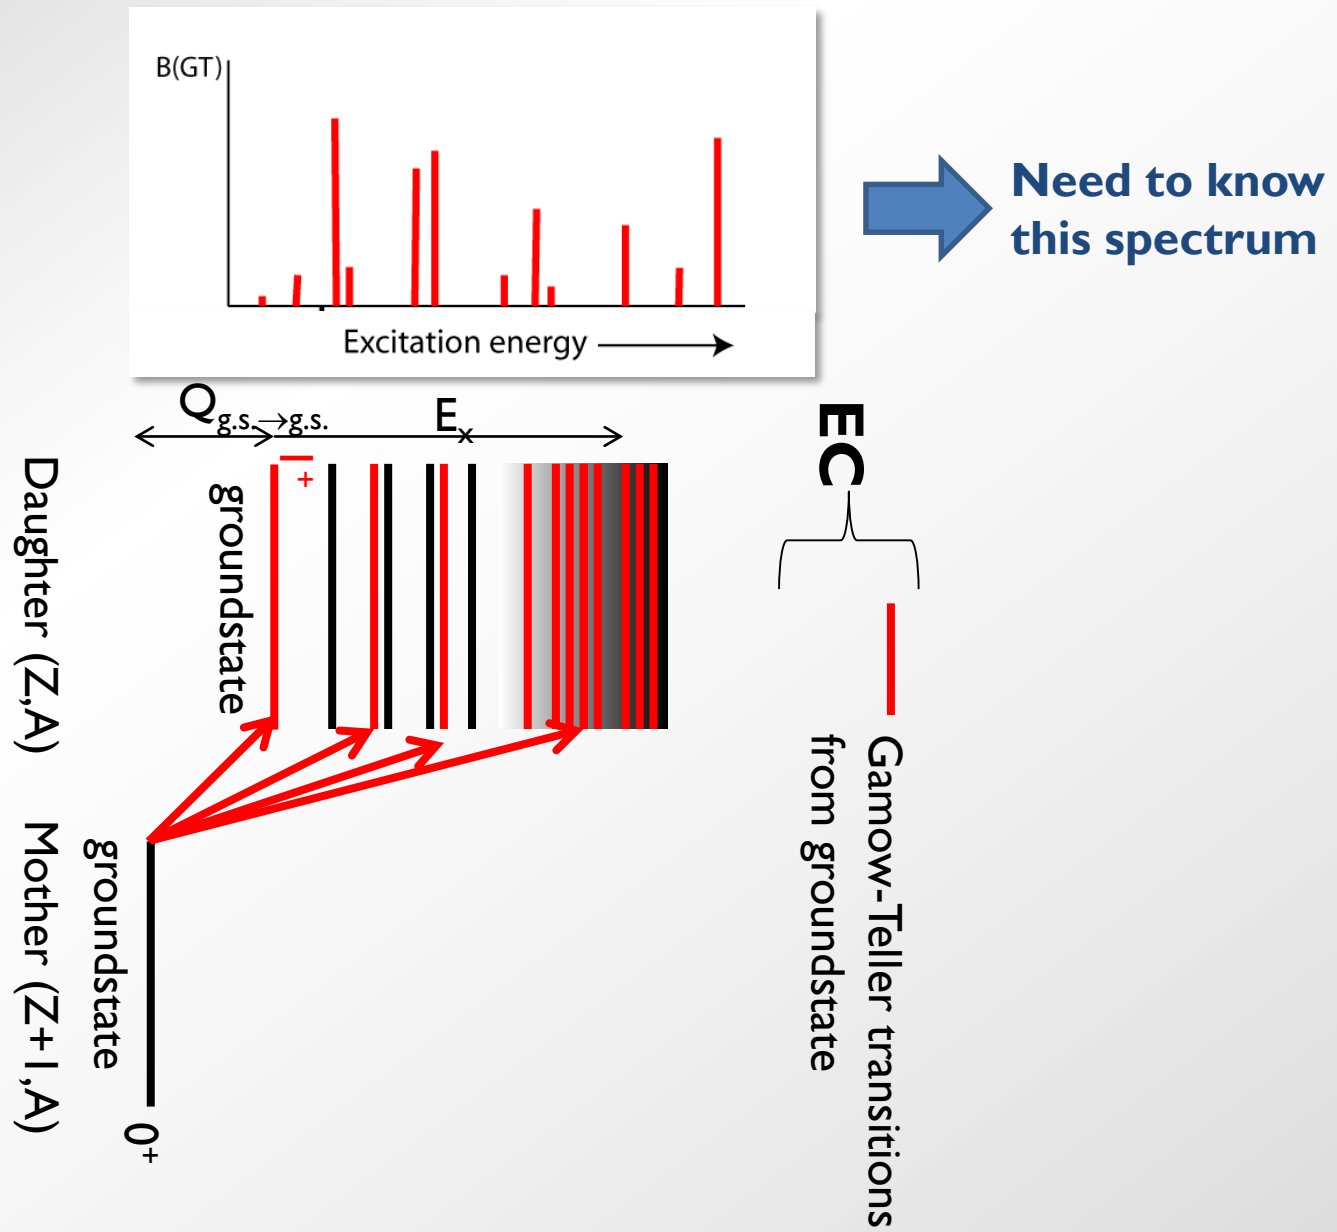 B(GT)
Need to know
this spectrum
Excitation energy
Qg.s.→g.s.
Ex
EC
1+
groundstate
Daughter (Z,A)
Gamow-Teller transitions
from groundstate
groundstate
Mother (Z+1,A)
0+